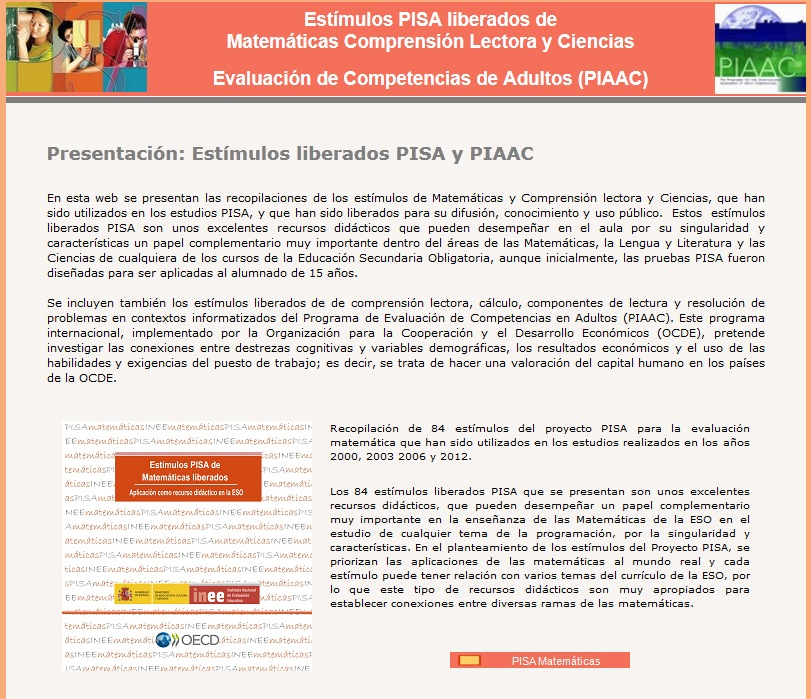 Estímulos PISA liberados de
Matemáticas Comprensión Lectora y Ciencias
Evaluación de Competencias de Adultos (PIAAC)
PIAAC
Presentación: Estímulos liberados PISA y PIAAC
En esta web se presentan las recopilaciones de los estímulos de Matemáticas y Comprensión lectora y Ciencias, que han
sido utilizados en los estudios PISA, y que han sido liberados para su difusión, conocimiento y uso público. Estos estímulos
liberados PISA son unos excelentes recursos didácticos que pueden desempeñar en el aula por su singularidad y
características un papel complementario muy importante dentro del áreas de las Matemáticas, la Lengua y Literatura y las
Ciencias de cualquiera de los cursos de la Educación Secundaria Obligatoria, aunque inicialmente, las pruebas PISA fueron
diseñadas para ser aplicadas al alumnado de 15 años.
Se incluyen también los estímulos liberados de de comprensión lectora, cálculo, componentes de lectura y resolución de
problemas en contextos informatizados del Programa de Evaluación de Competencias en Adultos (PIAAC). Este programa
internacional, implementado por la Organización para la Cooperación y el Desarrollo Económicos (OCDE), pretende
investigar las conexiones entre destrezas cognitivas y variables demográficas, los resultados económicos y el uso de las
habilidades y exigencias del puesto de trabajo; es decir, se trata de hacer una valoración del capital humano en los países
de la OCDE.
Estímulos PISA de
Matemáticas liberados
Aplicación como recurso didáctico en la ESO
inee
Instituto Nacional
de Evaluación
Educativa
OECD
Recopilación de 84 estímulos del proyecto PISA para la evaluación
matemática que han sido utilizados en los estudios realizados en los años
2000, 2003 2006 y 2012.
Los 84 estímulos liberados PISA que se presentan son unos excelentes
recursos didácticos, que pueden desempeñar un papel complementario
muy importante en la enseñanza de las Matemáticas de la ESO en el
estudio de cualquier tema de la programación, por la singularidad y
características. En el planteamiento de los estímulos del Proyecto PISA, se
priorizan las aplicaciones de las matemáticas al mundo real y cada
estímulo puede tener relación con varios temas del currículo de la ESO, por
lo que este tipo de recursos didácticos son muy apropiados para
establecer conexiones entre diversas ramas de las matemáticas.
PISA Matemáticas